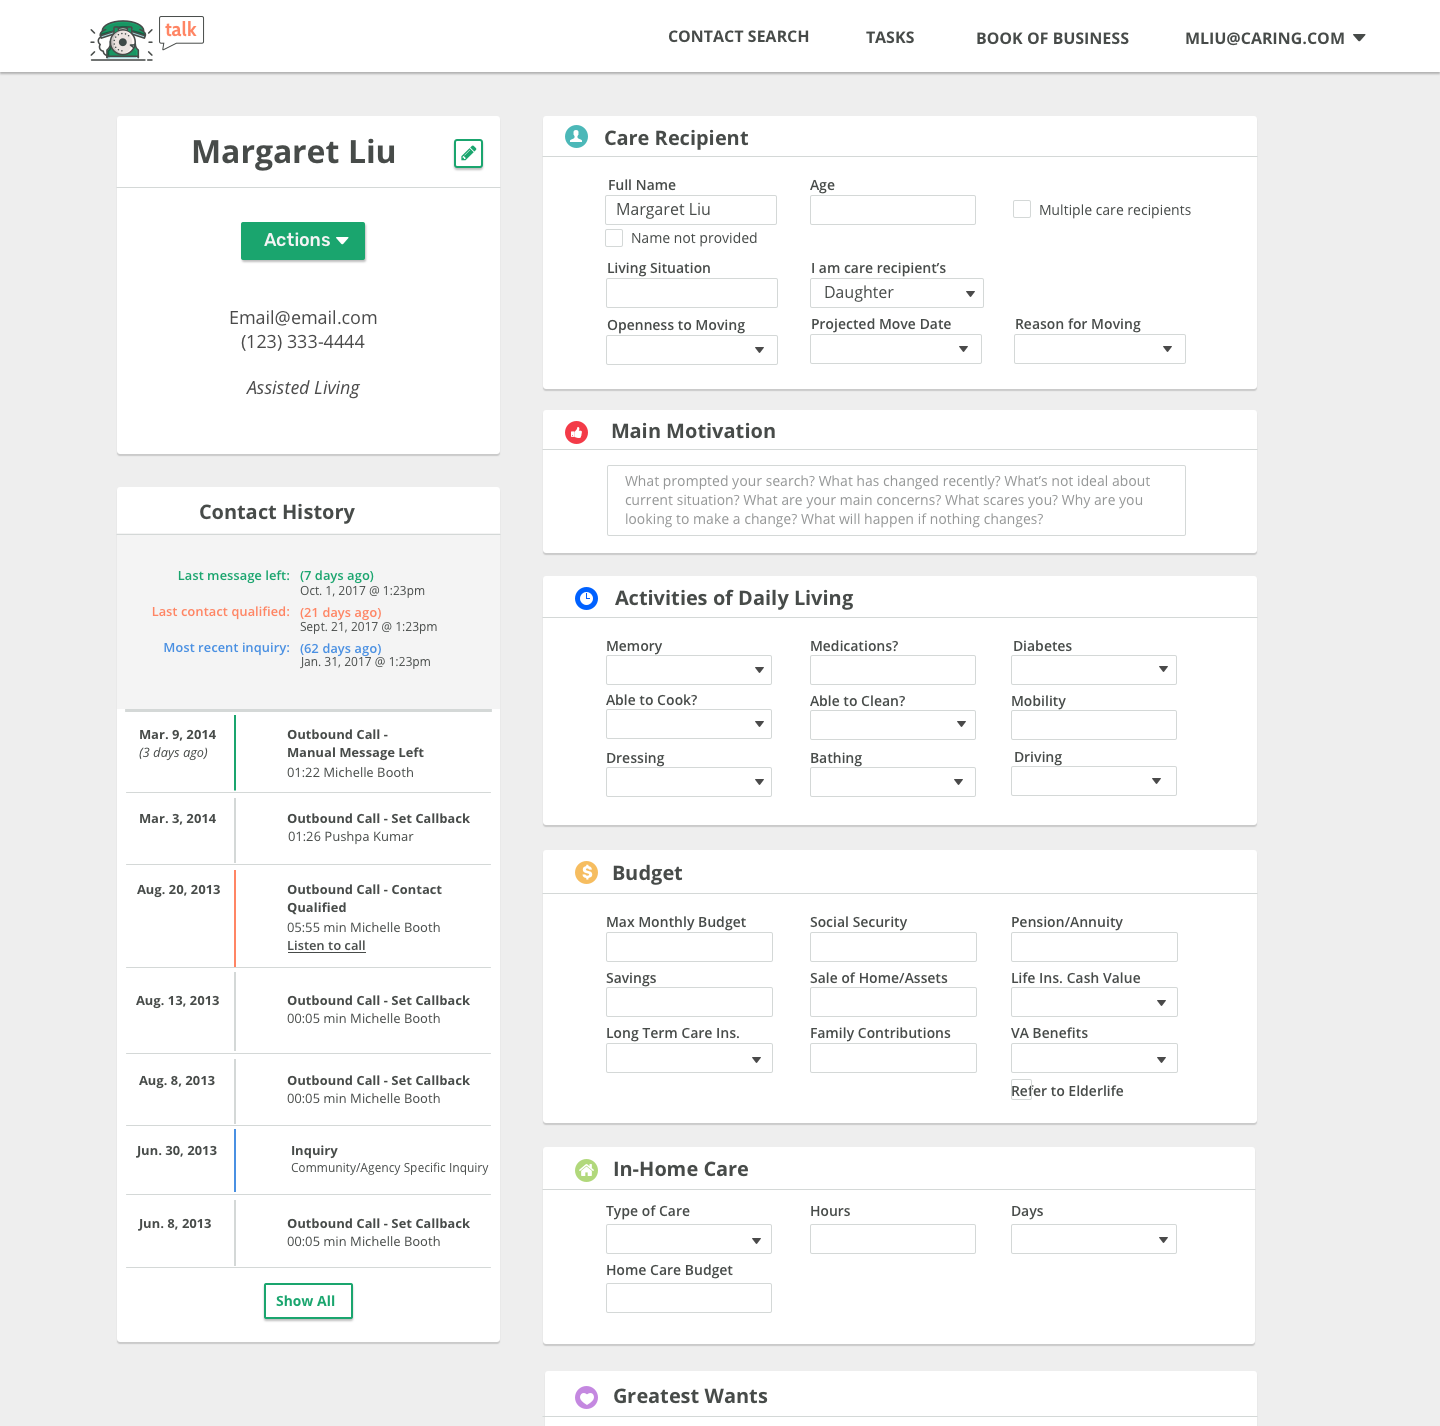 talk
CONTACT SEARCH
TASKS
BOOK OF BUSINESS
MLIU@CARING.COM
Margaret Liu
Actions
Email@email.com
(123) 333-4444
Assisted Living
Contact History
Last message left: (7 days ago)
Oct. 1, 2017 @ 1:23pm
Last contact qualified: (21 days ago)
Sept. 21, 2017 @ 1:23pm
Most recent inquiry: (62 days ago)
Jan. 31, 2017 @ 1:23pm
Mar. 9, 2014
(3 days ago)
Outbound Call -
Manual Message Left
01:22 Michelle Booth
Mar. 3, 2014
Outbound Call - Set Callback
01:26 Pushpa Kumar
Aug. 20, 2013
Outbound Call - Contact
Qualified
05:55 min Michelle Booth
Listen to call
Aug. 13, 2013
Outbound Call - Set Callback
00:05 min Michelle Booth
Aug. 8, 2013
Outbound Call - Set Callback
00:05 min Michelle Booth
Jun. 30, 2013
Inquiry
Community/Agency Specific Inquiry
Jun. 8, 2013
Outbound Call - Set Callback
00:05 min Michelle Booth
Show All
Care Recipient
Full Name
Margaret Liu
Name not provided
Age
Multiple care recipients
Living Situation
I am care recipient's
Daughter
Openness to Moving
Projected Move Date
Reason for Moving
Main Motivation
What prompted your search? What has changed recently? What's not ideal about
current situation? What are your main concerns? What scares you? Why are you
looking to make a change? What will happen if nothing changes?
Activities of Daily Living
Memory
Medications?
Diabetes
Able to Cook?
Able to Clean?
Mobility
Dressing
Bathing
Driving
$
Budget
Max Monthly Budget
Social Security
Pension/Annuity
Savings
Sale of Home/Assets
Life Ins. Cash Value
Long Term Care Ins.
Family Contributions
VA Benefits
Refer to Elderlife
In-Home Care
Type of Care
Hours
Days
Home Care Budget
Greatest Wants